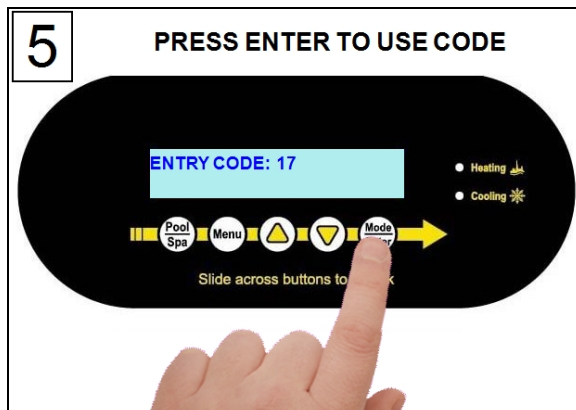 5
PRESS ENTER TO USE CODE
ENTRY CODE: 17
Heating
Cooling
Pool
Spa
Menu
Mode
Slide across buttons to